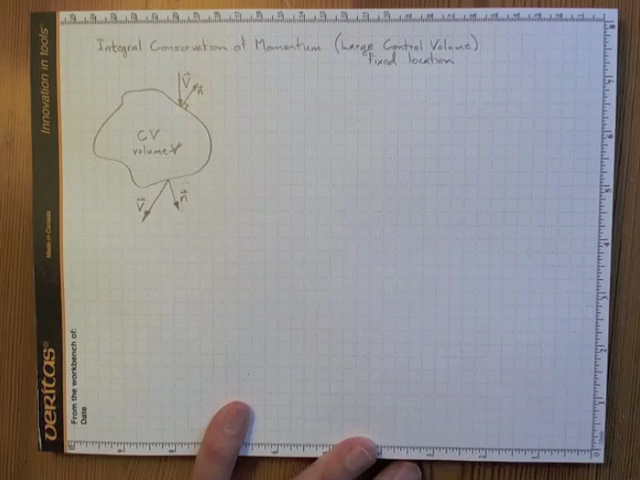 Integral Conservation of Momentum (Large Control Volume)
fixed location
V
n
CV
volume V
V
n
Innovation in tools
Made in Canada
veritas®
From the workbench of:
Date